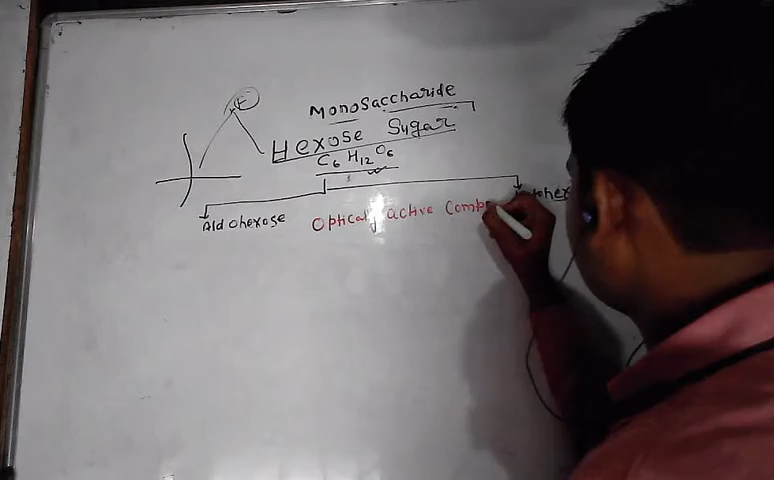 Monosaccharide
Hexose Sugar
C6 H12 O6
Aldohexose Optically active Comp